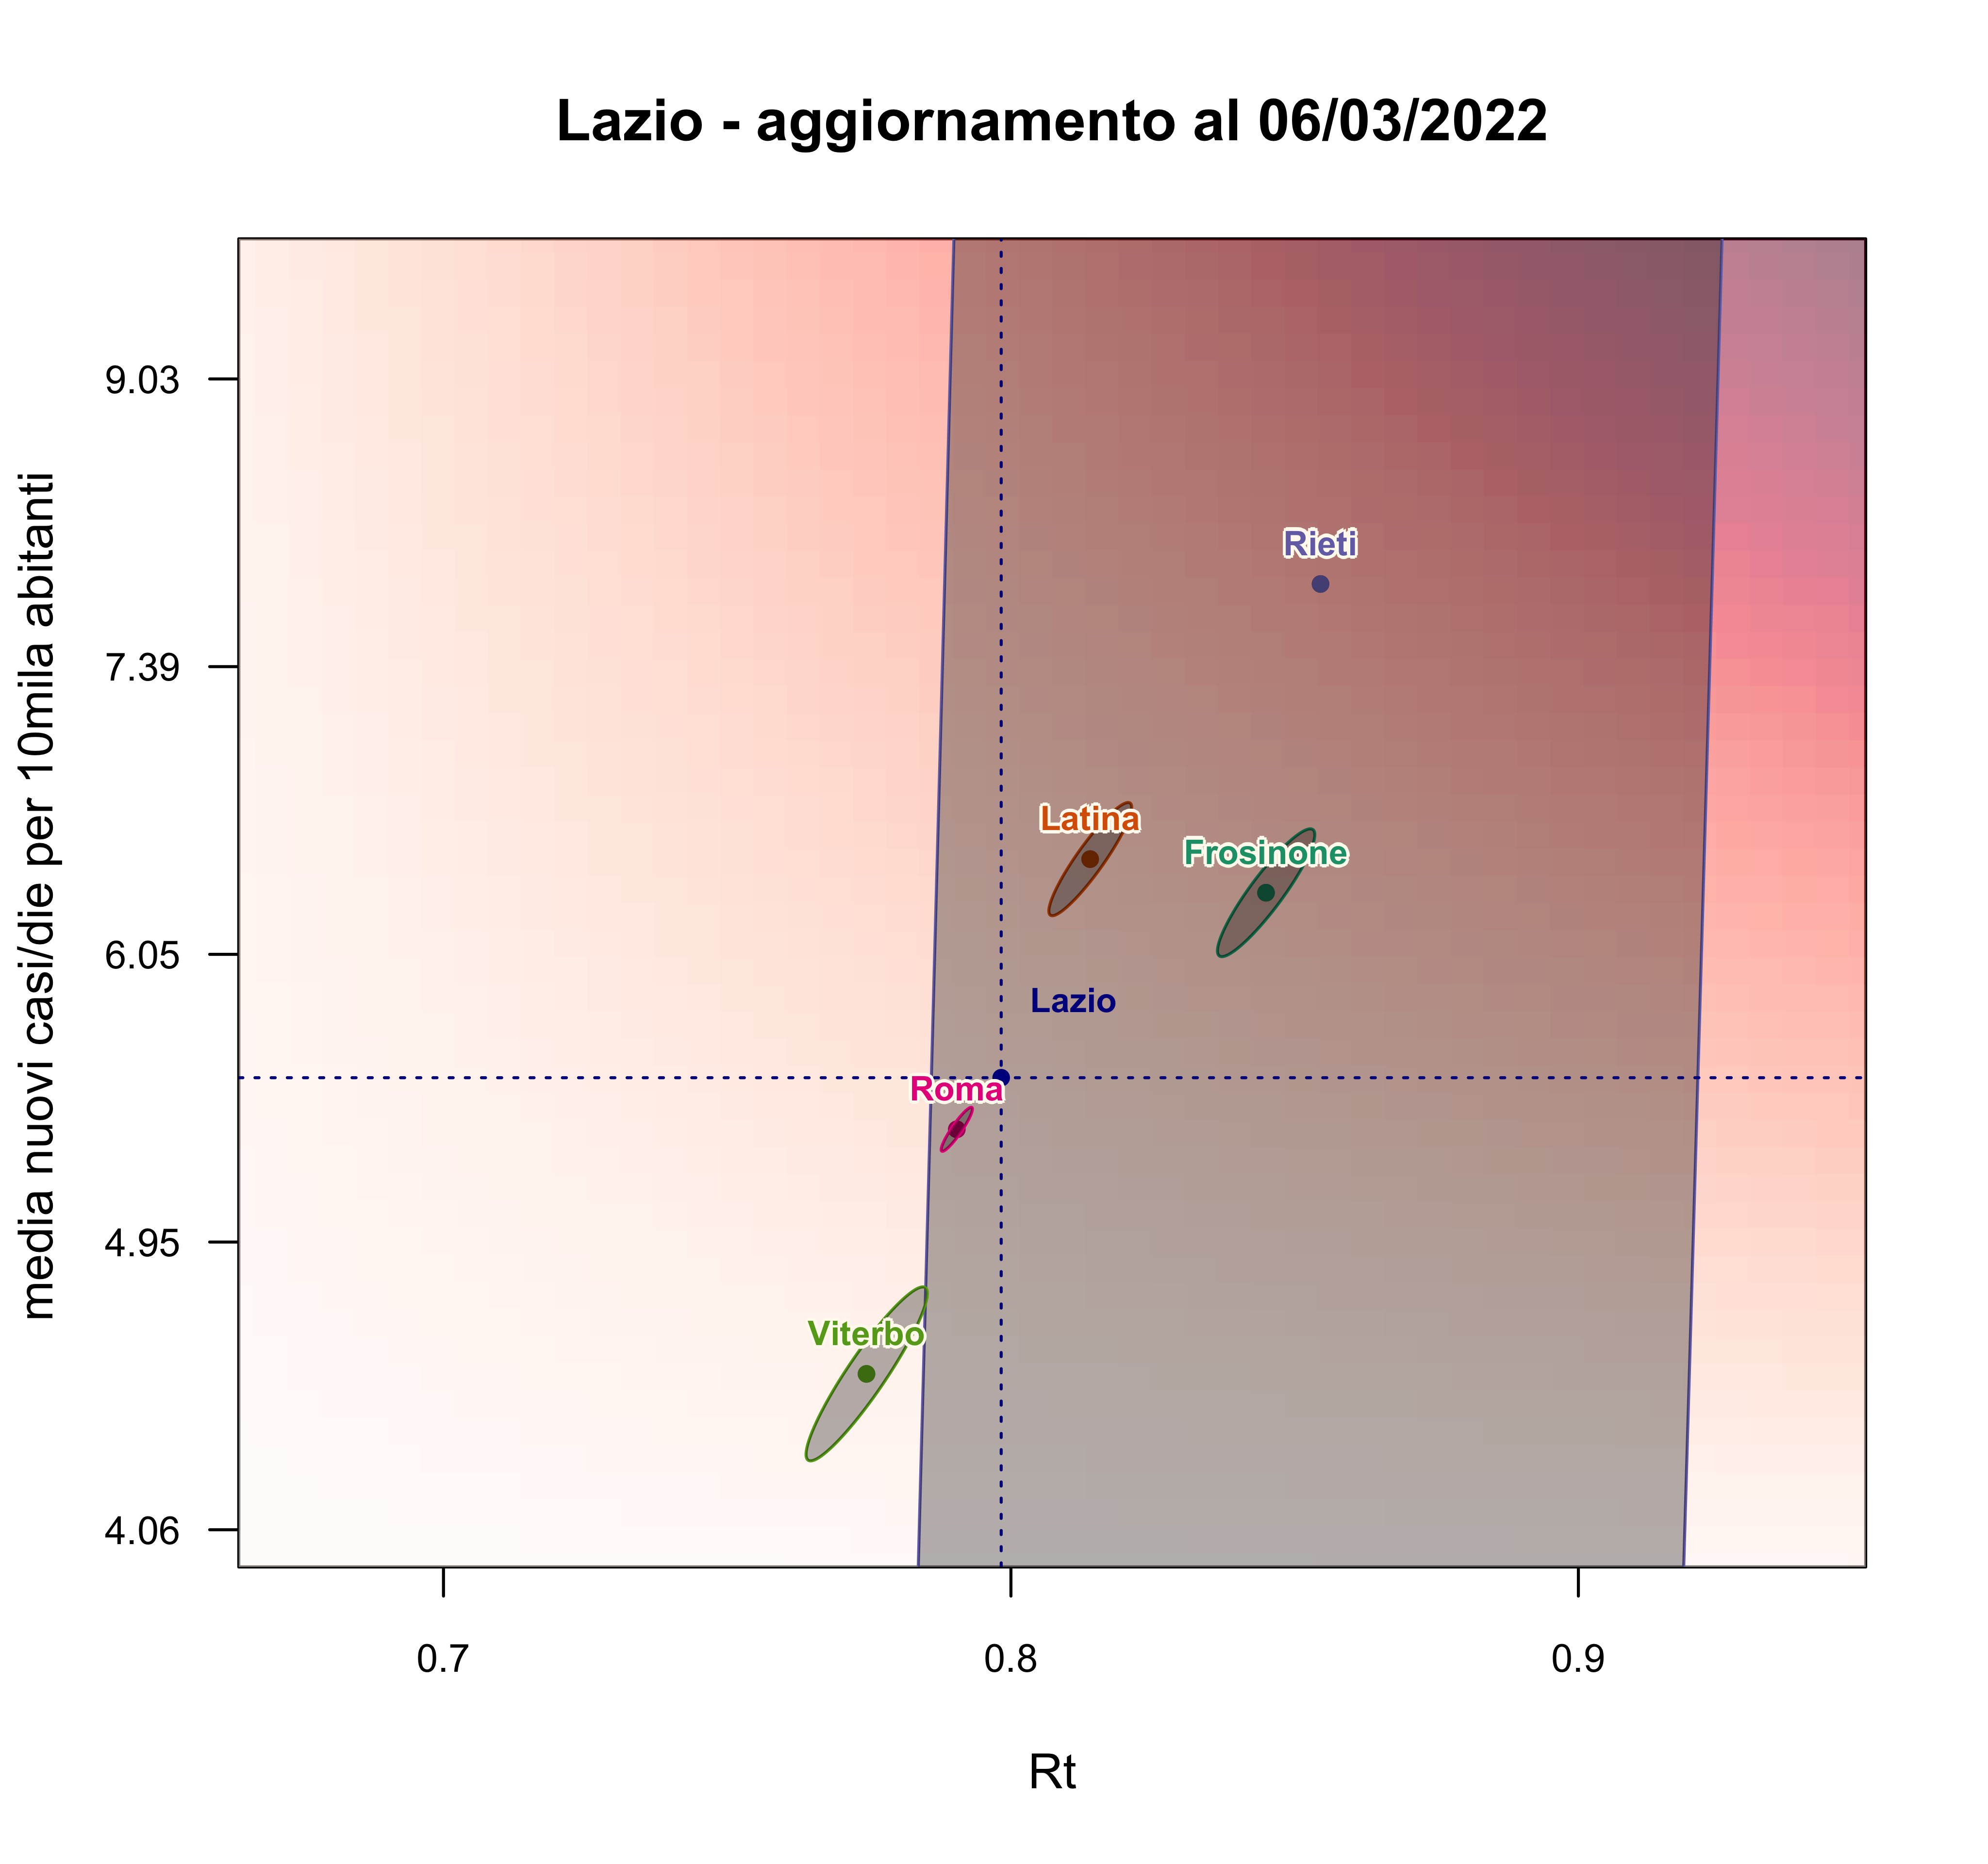 Lazio - aggiornamento al 06/03/2022
media nuovi casi/die per 10mila abitanti
9.03
7.39
6.05
4.95
4.06
Rieti
Latina
Frosinone
Lazio
Roma
Viterbo
0.7 0.8 0.9
Rt